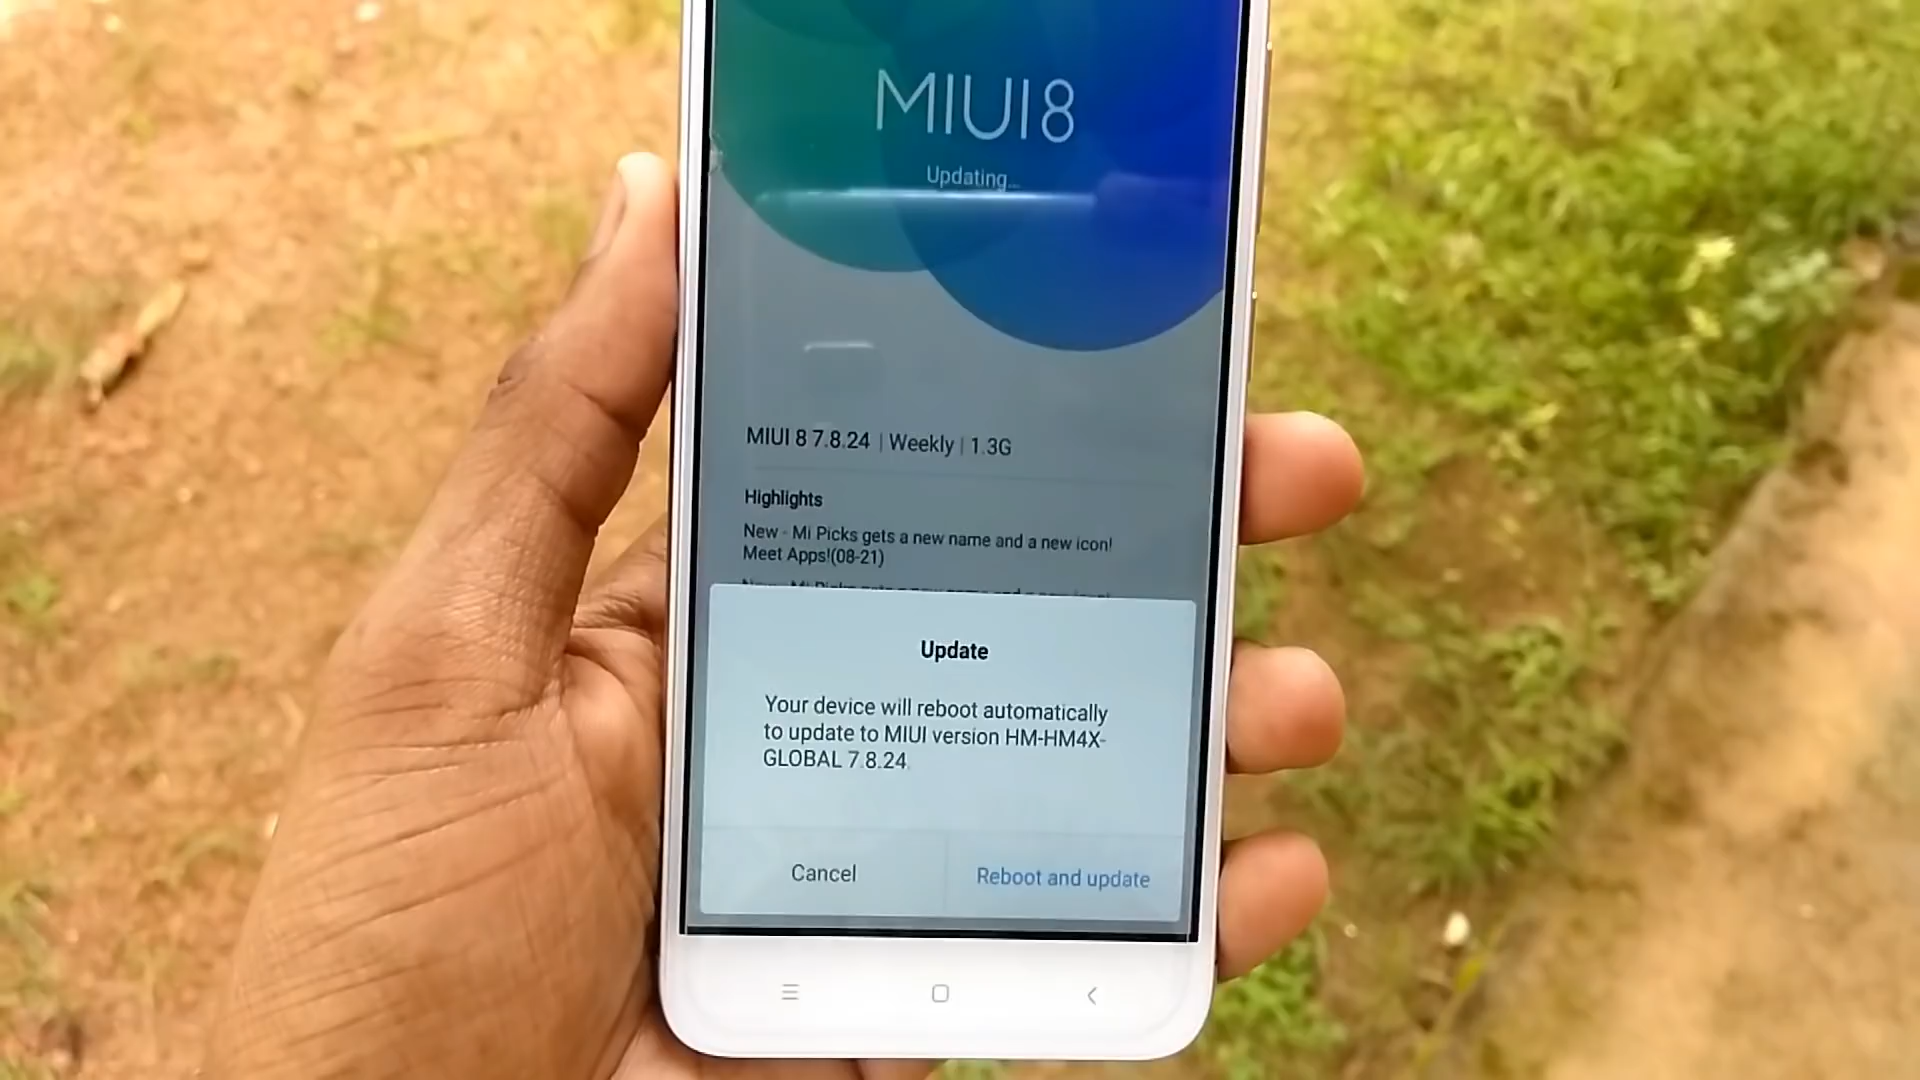 MIUI8
Updating...
MIUI 8 7.8.24 | Weekly | 1.3G
Highlights
New - Mi Picks gets a new name and a new icon!
Meet Apps!(08-21)
Update
Your device will reboot automatically
to update to MIUI version HM-HM4X-
GLOBAL 7.8.24.
Cancel
Reboot and update